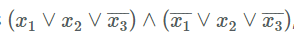 (x₁ ∨ x₂ ∨ x̅₃) ∧ (x̅₁ ∨ x₂ ∨ x̅₃),